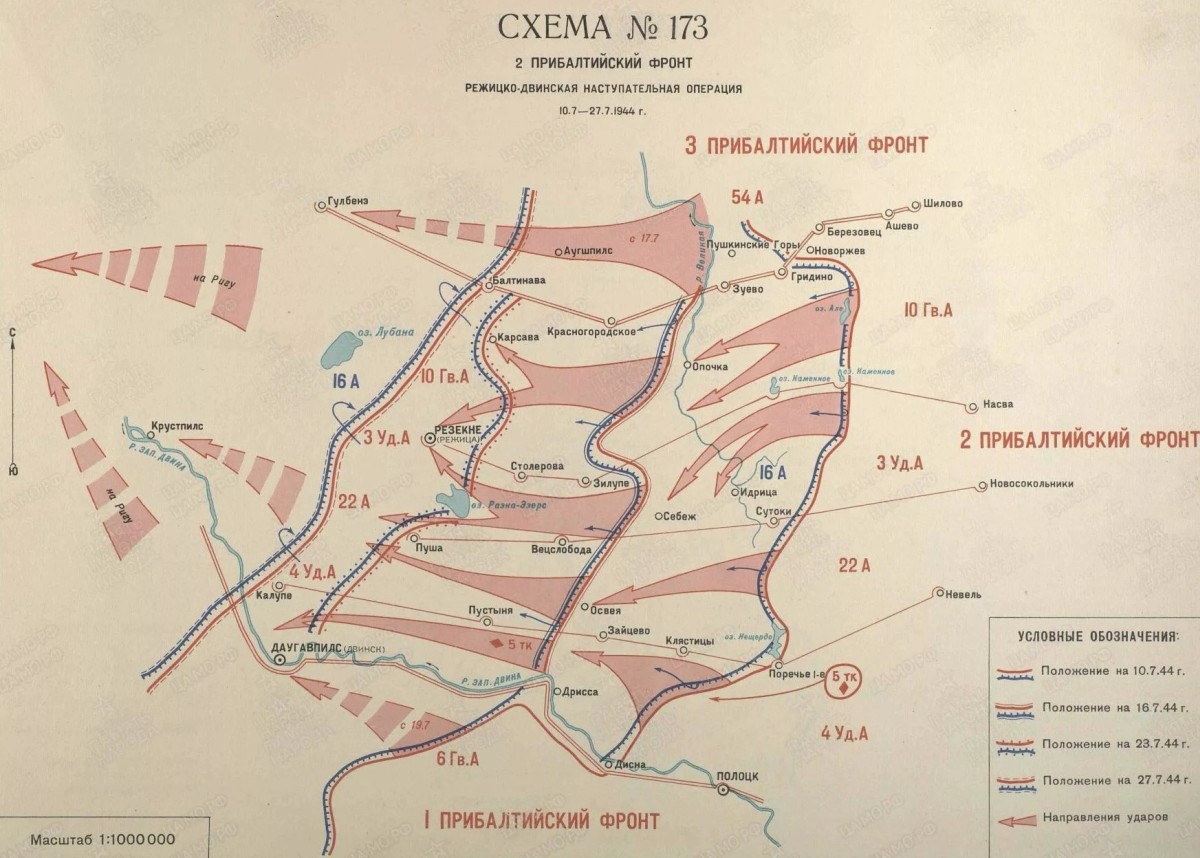 СХЕМА № 173
2 ПРИБАЛТИЙСКИЙ ФРОНТ
РЕЖИЦКО-ДВИНСКАЯ НАСТУПАТЕЛЬНАЯ ОПЕРАЦИЯ
10.7—27.7.1944 г.
3 ПРИБАЛТИЙСКИЙ ФРОНТ
54 А
Гулбенэ
Шилово
Ашево
Березовец
с 17.7
Аугшпилс
р. Великая
Пушкинские Горы
Новоржев
на Ригу
Балтинава
Зуево
Гридино
10 Гв.А
оз. Але
Красногородское
С
оз. Лубана
Карсава
Опочка
16 А
10 Гв.А
оз. Каменное
оз. Каменное
Насва
Крустпилс
3 Уд.А
РЕЗЕКНЕ
(РЕЖИЦА)
2 ПРИБАЛТИЙСКИЙ ФРОНТ
Р. ЗАП. ДВИНА
Ю
Столерова
Зилупе
16 А
3 Уд.А
Идрица
Новосокольники
22 А
оз. Разна-Эзерс
Себеж
Сутоки
на Ригу
Пуша
Вецслобода
22 А
4 Уд.А
Калупе
Невель
Освея
Пустыня
Зайцево
Клястицы
оз. Нещерда
5 тк
ДАУГАВПИЛС (ДВИНСК)
Поречье 1-е
5 тк
Р. ЗАП. ДВИНА
Дрисса
с 19.7
4 Уд.А
6 Гв.А
Дисна
ПОЛОЦК
1 ПРИБАЛТИЙСКИЙ ФРОНТ
УСЛОВНЫЕ ОБОЗНАЧЕНИЯ:
Положение на 10.7.44 г.
Положение на 16.7.44 г.
Положение на 23.7.44 г.
Положение на 27.7.44 г.
Направления ударов
Масштаб 1:1000000